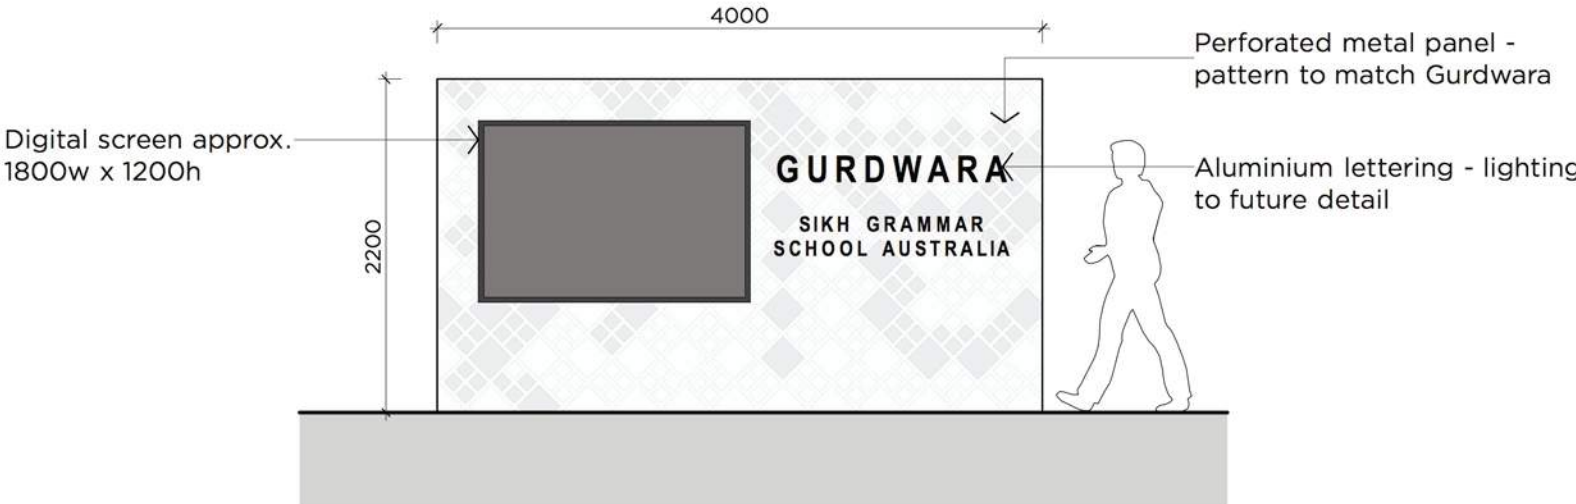 4000
Perforated metal panel -
pattern to match Gurdwara
Digital screen approx.
1800w x 1200h
GURDWARA
Aluminium lettering - lighting
to future detail
SIKH GRAMMAR
SCHOOL AUSTRALIA
2200